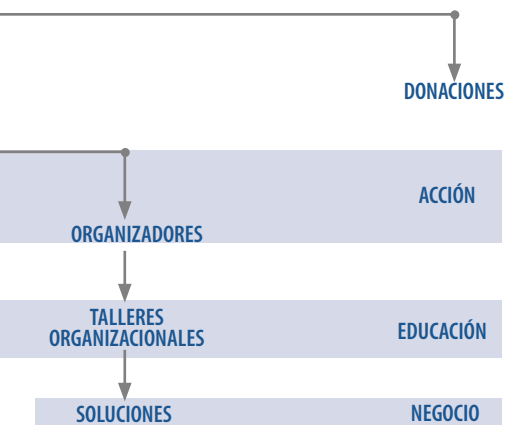 DONACIONES
ACCIÓN
ORGANIZADORES
TALLERES
ORGANIZACIONALES
EDUCACIÓN
SOLUCIONES
NEGOCIO